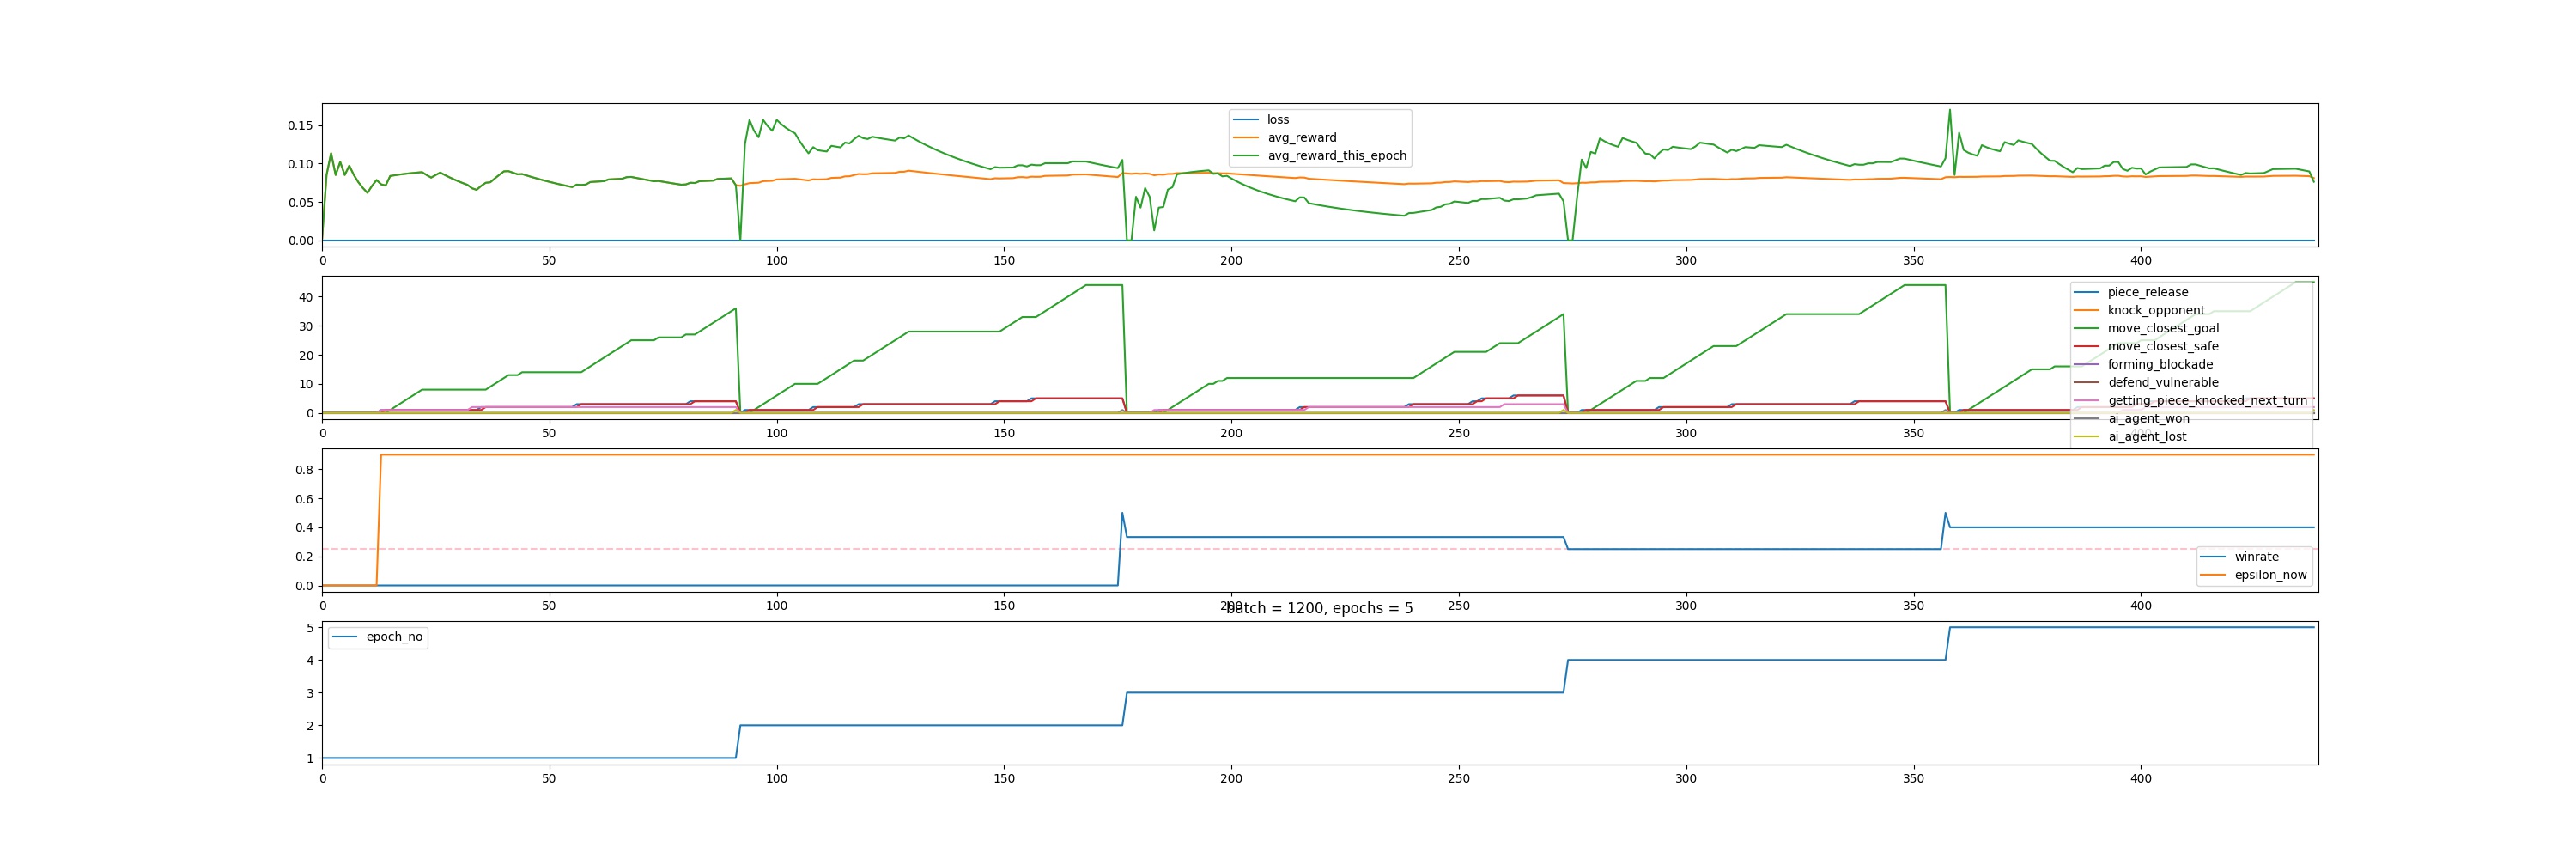 0.15
0.10
0.05
0.00
loss
avg_reward
avg_reward_this_epoch
0 50 100 150 200 250 300 350 400
40
30
20
10
0
piece_release
knock_opponent
move_closest_goal
move_closest_safe
forming_blockade
defend_vulnerable
getting_piece_knocked_next_turn
ai_agent_won
ai_agent_lost
0 50 100 150 200 250 300 350 400
0.8
0.6
0.4
0.2
0.0
winrate
epsilon_now
0 50 100 150 200 250 300 350 400
batch = 1200, epochs = 5
5
4
3
2
1
epoch_no
0 50 100 150 200 250 300 350 400